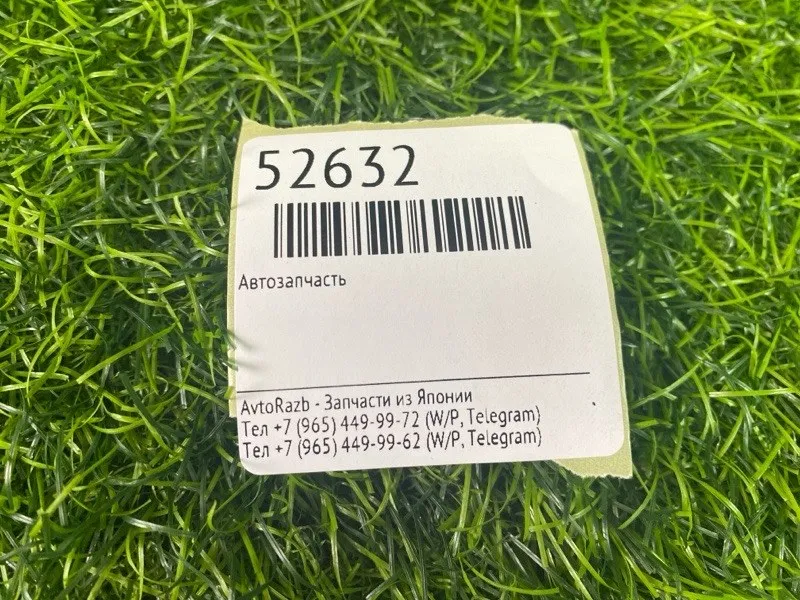 52632
Автозапчасть
AvtoRazb - Запчасти из Японии
Тел +7 (965) 449-99-72 (W/P, Telegram)
Тел +7 (965) 449-99-62 (W/P, Telegram)